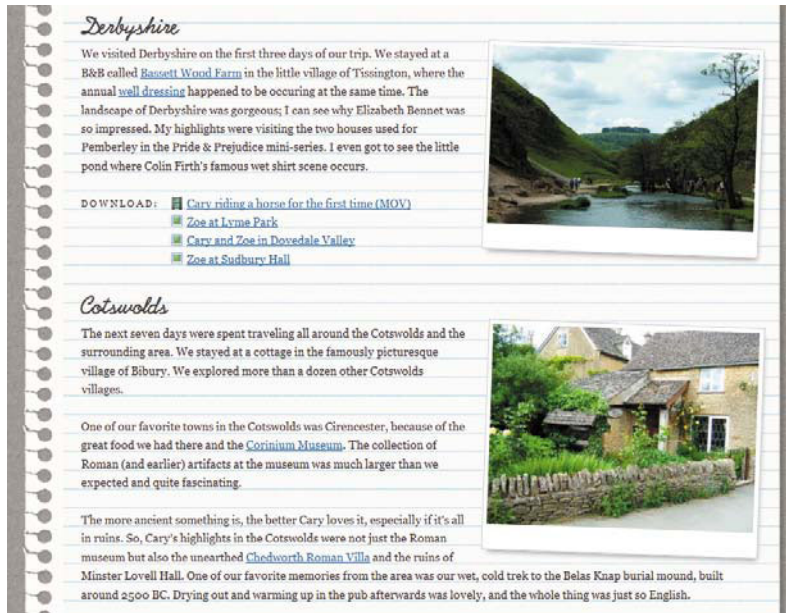 Derbyshire
We visited Derbyshire on the first three days of our trip. We stayed at a
B&B called Bassett Wood Farm in the little village of Tissington, where the
annual well dressing happened to be occuring at the same time. The
landscape of Derbyshire was gorgeous; I can see why Elizabeth Bennet was
so impressed. My highlights were visiting the two houses used for
Pemberley in the Pride & Prejudice mini-series. I even got to see the little
pond where Colin Firth's famous wet shirt scene occurs.
DOWNLOAD: Cary riding a horse for the first time (MOV)
Zoe at Lyme Park
Cary and Zoe in Dovedale Valley
Zoe at Sudbury Hall
Cotswolds
The next seven days were spent traveling all around the Cotswolds and the
surrounding area. We stayed at a cottage in the famously picturesque
village of Bibury. We explored more than a dozen other Cotswolds
villages.
One of our favorite towns in the Cotswolds was Cirencester, because of the
great food we had there and the Corinium Museum. The collection of
Roman (and earlier) artifacts at the museum was much larger than we
expected and quite fascinating.
The more ancient something is, the better Cary loves it, especially if it's all
in ruins. So, Cary's highlights in the Cotswolds were not just the Roman
museum but also the unearthed Chedworth Roman Villa and the ruins of
Minster Lovell Hall. One of our favorite memories from the area was our wet, cold trek to the Belas Knap burial mound, built
around 2500 BC. Drying out and warming up in the pub afterwards was lovely, and the whole thing was just so English.